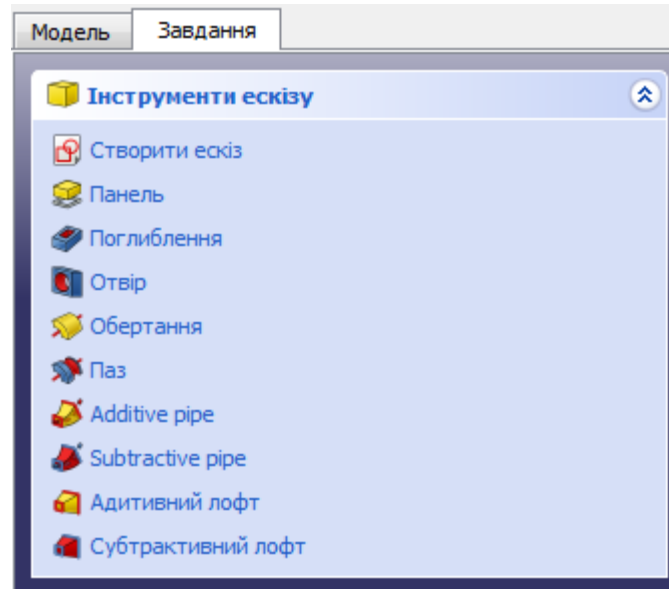 Модель Завдання
Інструменти ескізу
Створити ескіз
Панель
Поглиблення
Отвір
Обертання
Паз
Additive pipe
Subtractive pipe
Адитивний лофт
Субтрактивний лофт